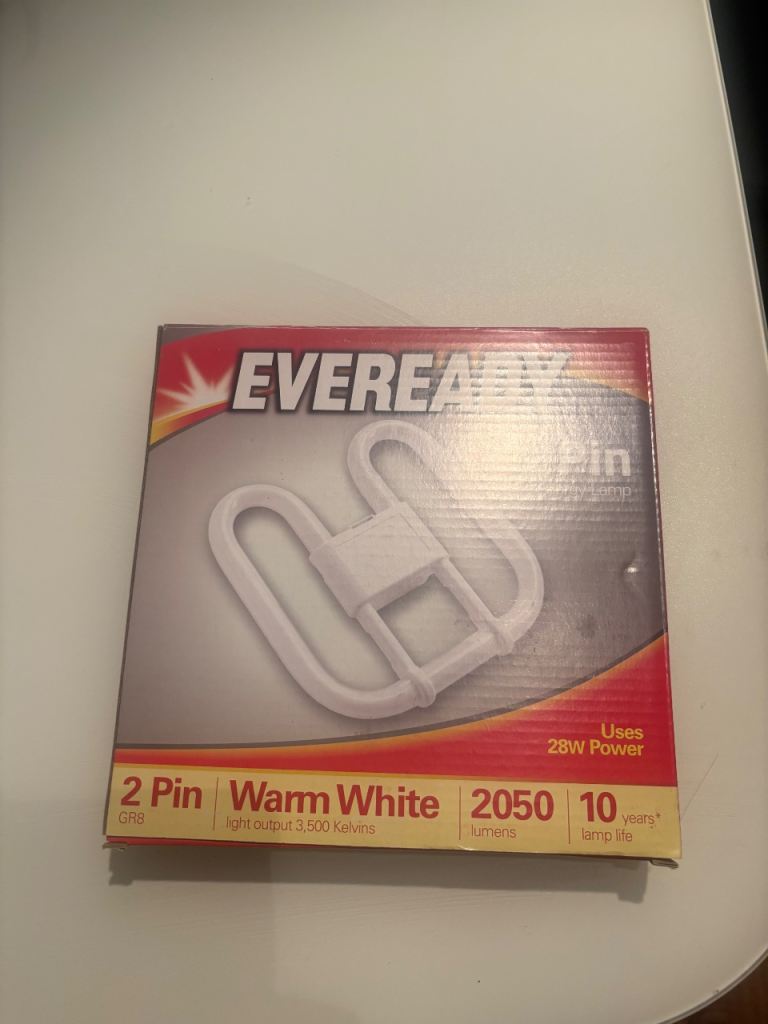 EVEREADY
Pin
Lamp
Uses
28W Power
2 Pin
GR8
Warm White
light output 3,500 Kelvins
2050
lumens
10 years*
lamp life